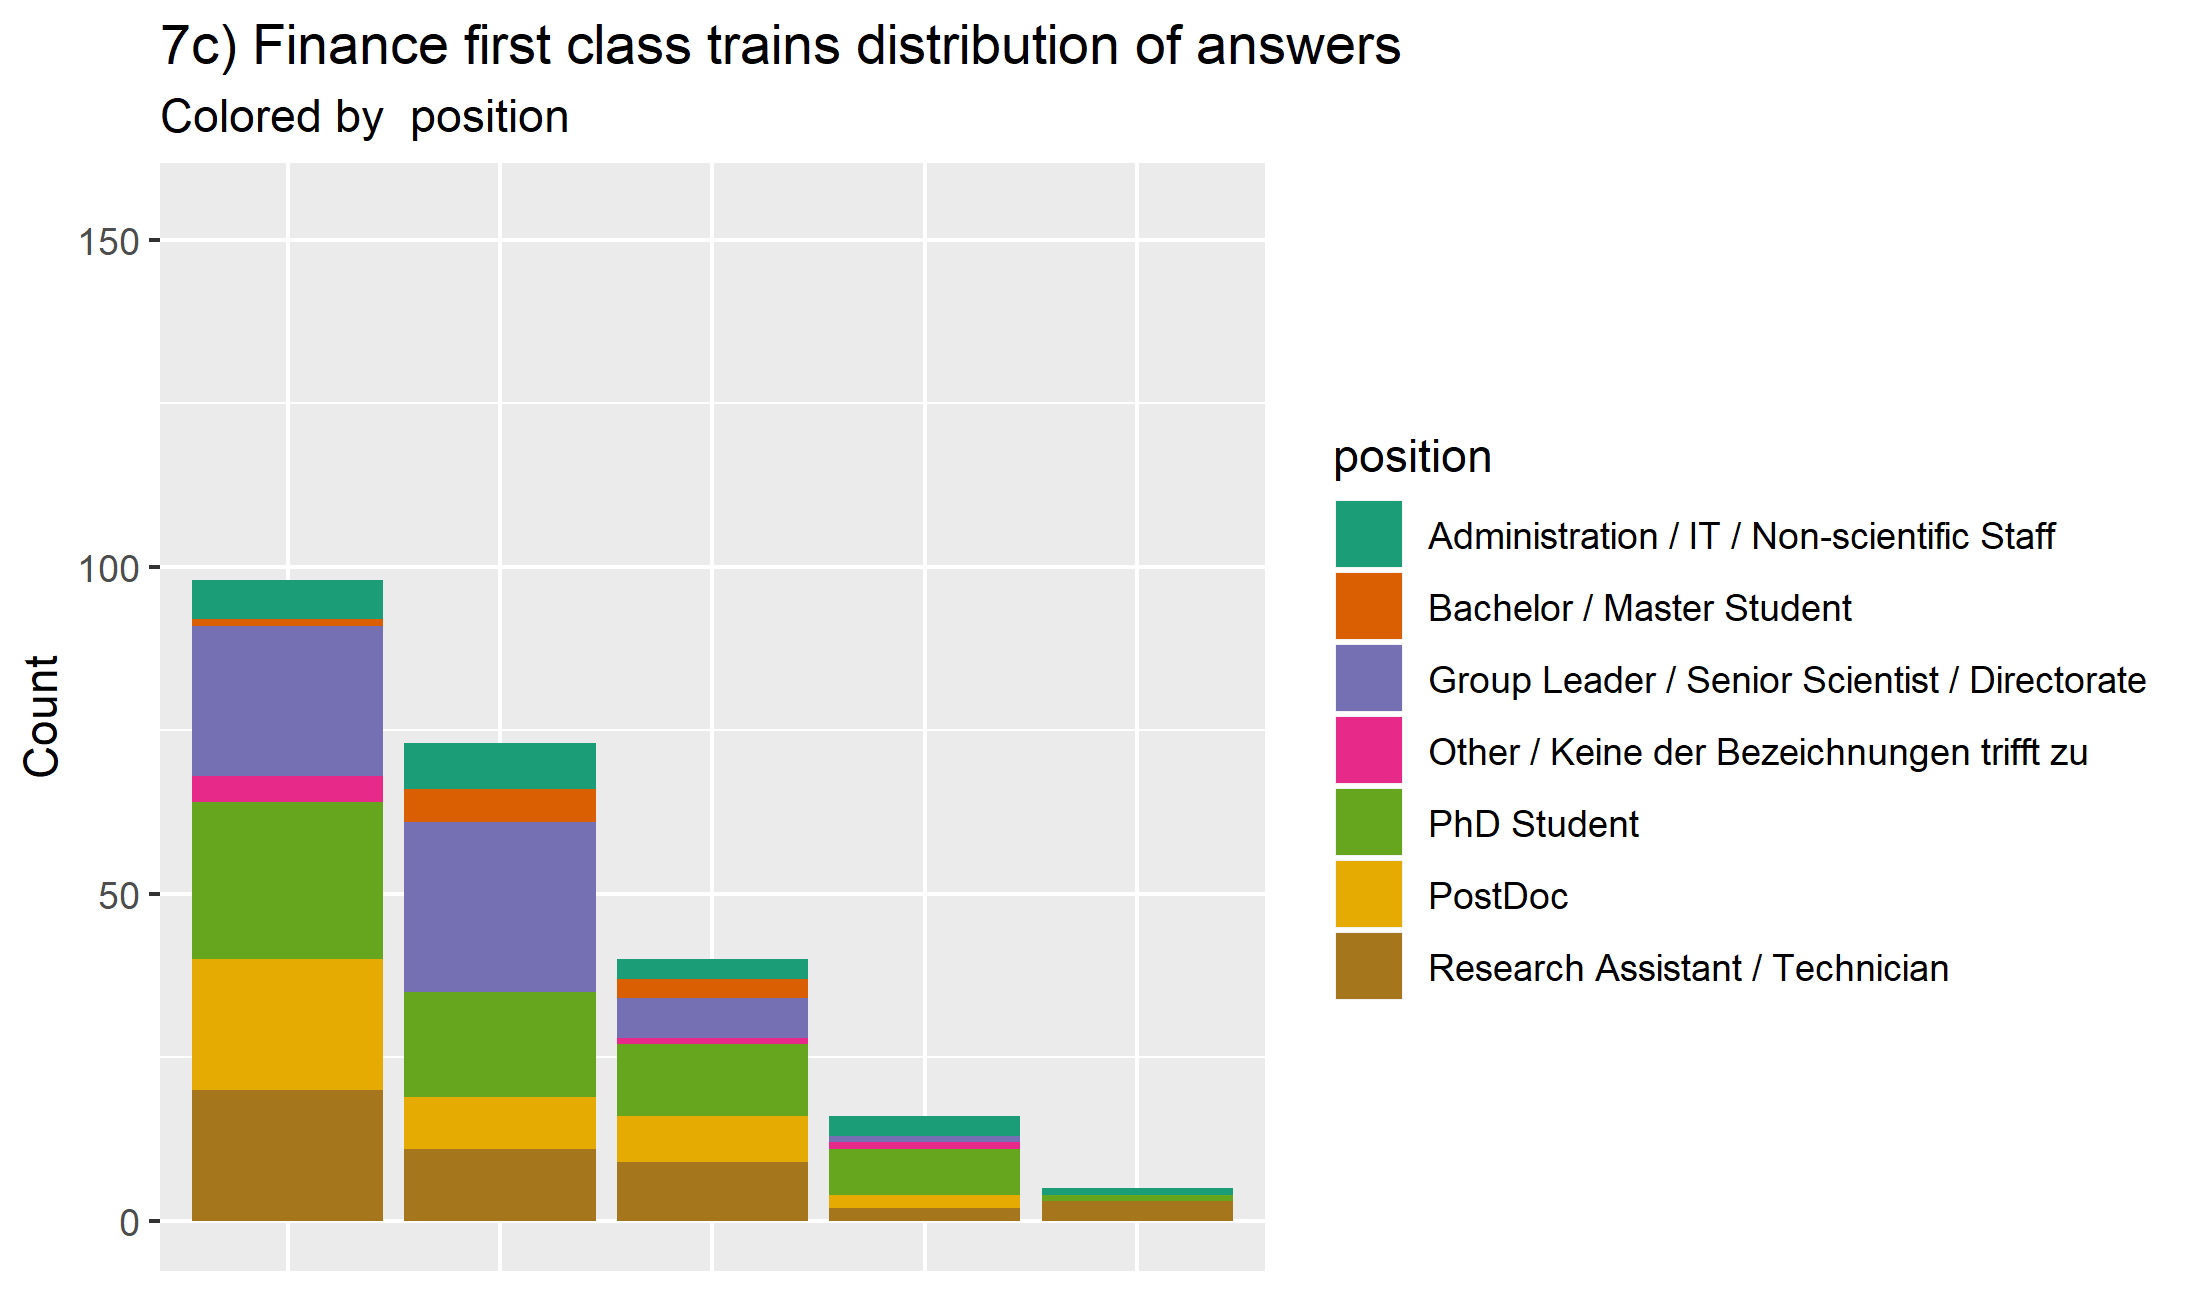 7c) Finance first class trains distribution of answers
Colored by  position
150
100
50
0
Count
position
Administration / IT / Non-scientific Staff
Bachelor / Master Student
Group Leader / Senior Scientist / Directorate
Other / Keine der Bezeichnungen trifft zu
PhD Student
PostDoc
Research Assistant / Technician